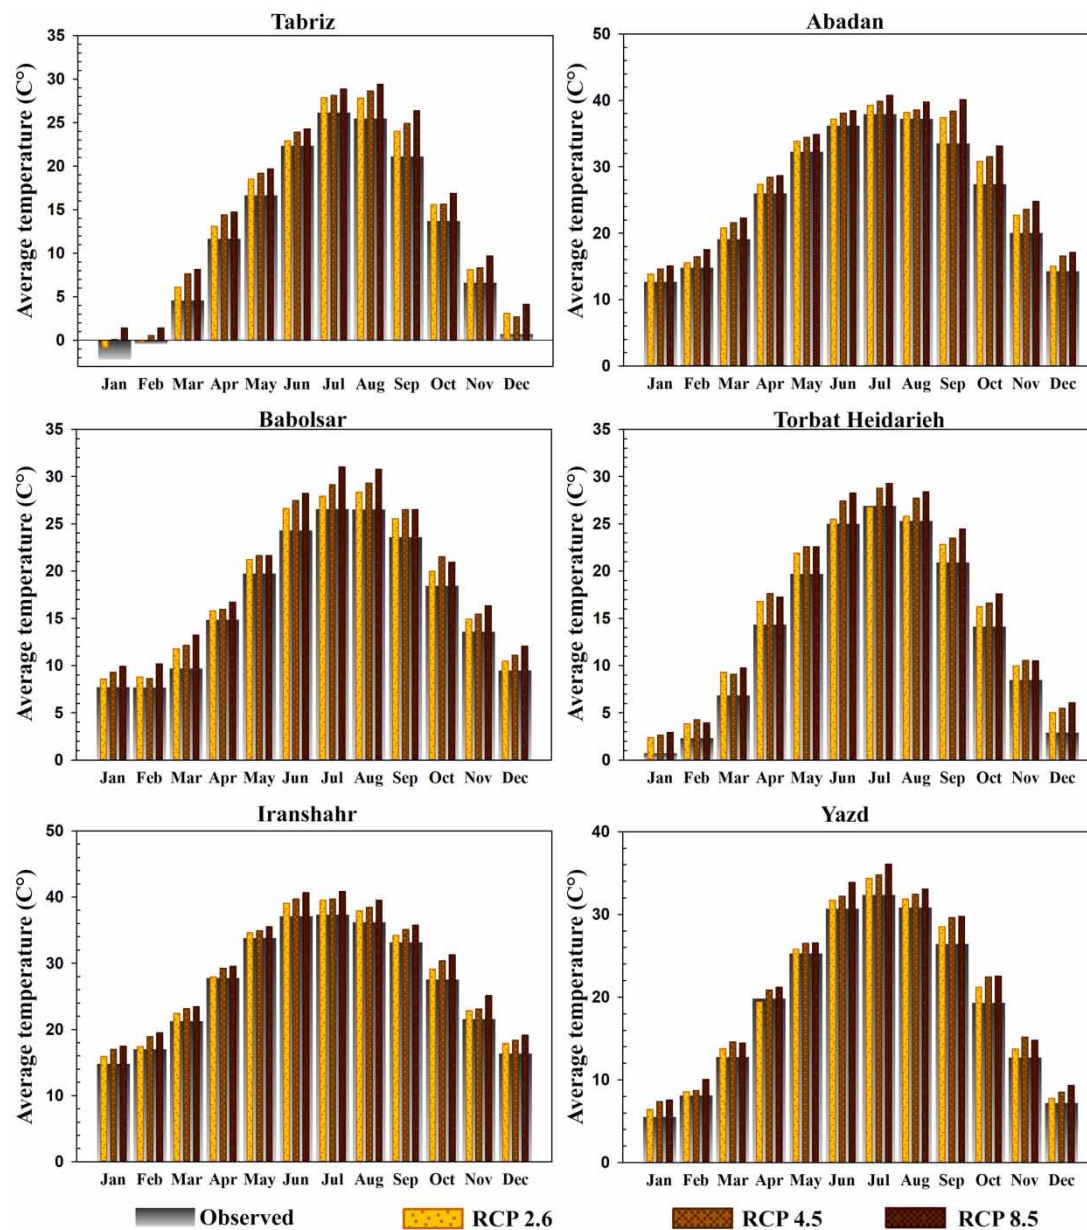 Tabriz
Average temperature (C°)
35
30
25
20
15
10
5
0
Jan Feb Mar Apr May Jun Jul Aug Sep Oct Nov Dec
Abadan
Average temperature (C°)
50
40
30
20
10
0
Jan Feb Mar Apr May Jun Jul Aug Sep Oct Nov Dec
Babolsar
Average temperature (C°)
35
30
25
20
15
10
5
0
Jan Feb Mar Apr May Jun Jul Aug Sep Oct Nov Dec
Torbat Heidarieh
Average temperature (C°)
35
30
25
20
15
10
5
0
Jan Feb Mar Apr May Jun Jul Aug Sep Oct Nov Dec
Iranshahr
Average temperature (C°)
50
40
30
20
10
0
Jan Feb Mar Apr May Jun Jul Aug Sep Oct Nov Dec
Yazd
Average temperature (C°)
40
30
20
10
0
Jan Feb Mar Apr May Jun Jul Aug Sep Oct Nov Dec
Observed RCP 2.6 RCP 4.5 RCP 8.5